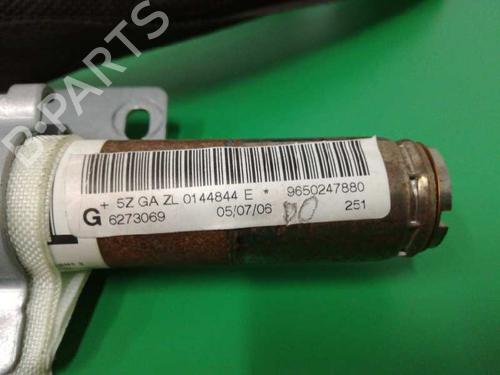 + 5Z GA ZL 0144844 E * 9650247880
G 6273069 05/07/06 DO 251
B-PARTS